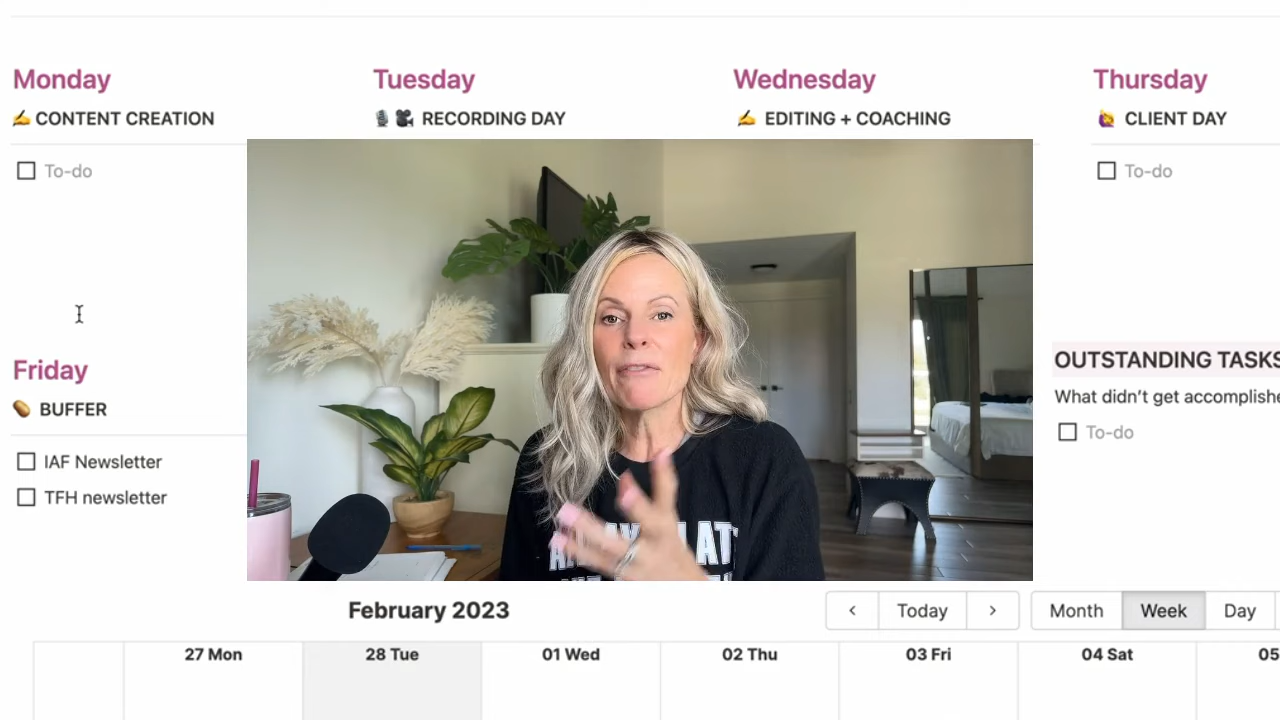 Monday
✍️ CONTENT CREATION
To-do
Tuesday
🎙️🎥 RECORDING DAY
Wednesday
✍️ EDITING + COACHING
Thursday
🙋‍♀️ CLIENT DAY
To-do
Friday
🥔 BUFFER
IAF Newsletter
TFH newsletter
OUTSTANDING TASKS
What didn’t get
To-do
February 2023
< Today > Month Week Day
27 Mon 28 Tue 01 Wed 02 Thu 03 Fri 04 Sat 05